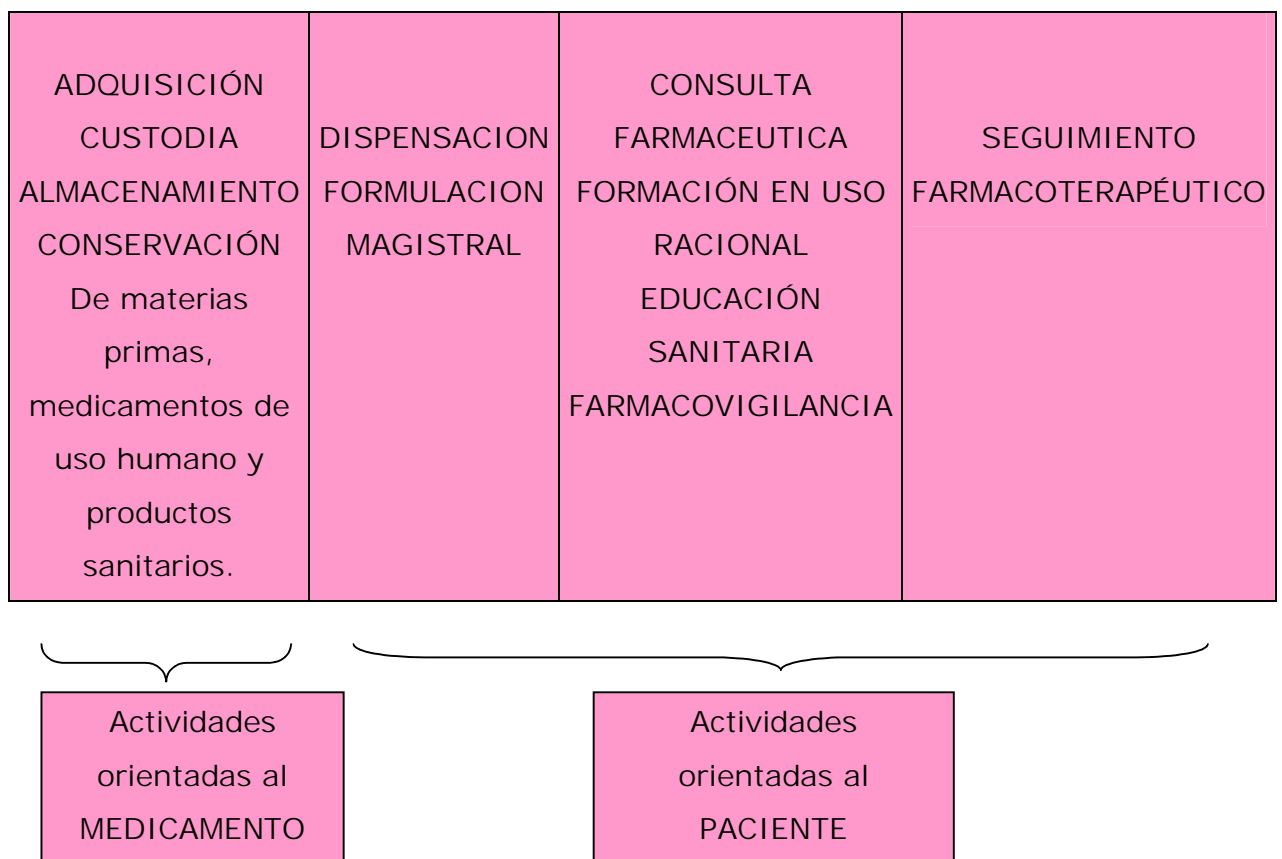 ADQUISICIÓN
CUSTODIA
ALMACENAMIENTO
CONSERVACIÓN
De materias
primas,
medicamentos de
uso humano y
productos
sanitarios.
DISPENSACION
FORMULACION
MAGISTRAL
CONSULTA
FARMACEUTICA
FORMACIÓN EN USO
RACIONAL
EDUCACIÓN
SANITARIA
FARMACOVIGILANCIA
SEGUIMIENTO
FARMACOTERAPÉUTICO
Actividades
orientadas al
MEDICAMENTO
Actividades
orientadas al
PACIENTE